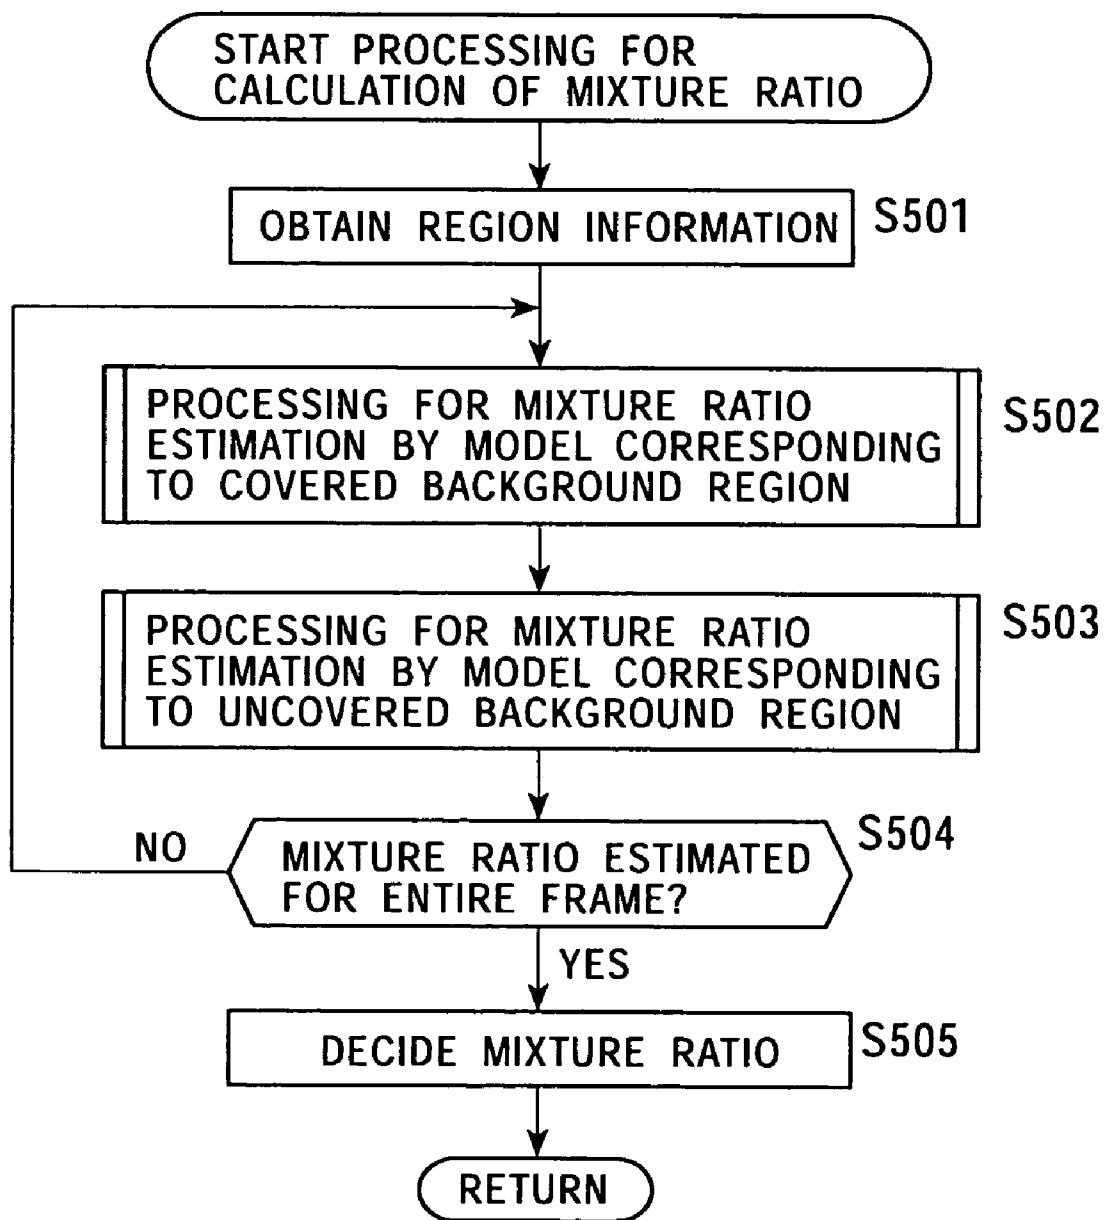 START PROCESSING FOR
CALCULATION OF MIXTURE RATIO
OBTAIN REGION INFORMATION
S501
PROCESSING FOR MIXTURE RATIO
ESTIMATION BY MODEL CORRESPONDING
TO COVERED BACKGROUND REGION
S502
PROCESSING FOR MIXTURE RATIO
ESTIMATION BY MODEL CORRESPONDING
TO UNCOVERED BACKGROUND REGION
S503
NO
MIXTURE RATIO ESTIMATED
FOR ENTIRE FRAME?
S504
YES
DECIDE MIXTURE RATIO
S505
RETURN